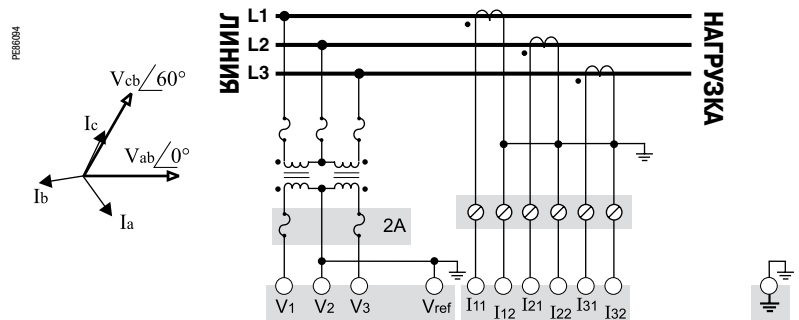 PE86094
ЛИНИЯ
L1
L2
L3
НАГРУЗКА
Vcb/60°
Ic
Vab/0°
Ib
Ia
2A
V1 V2 V3 Vref I11 I12 I21 I22 I31 I32